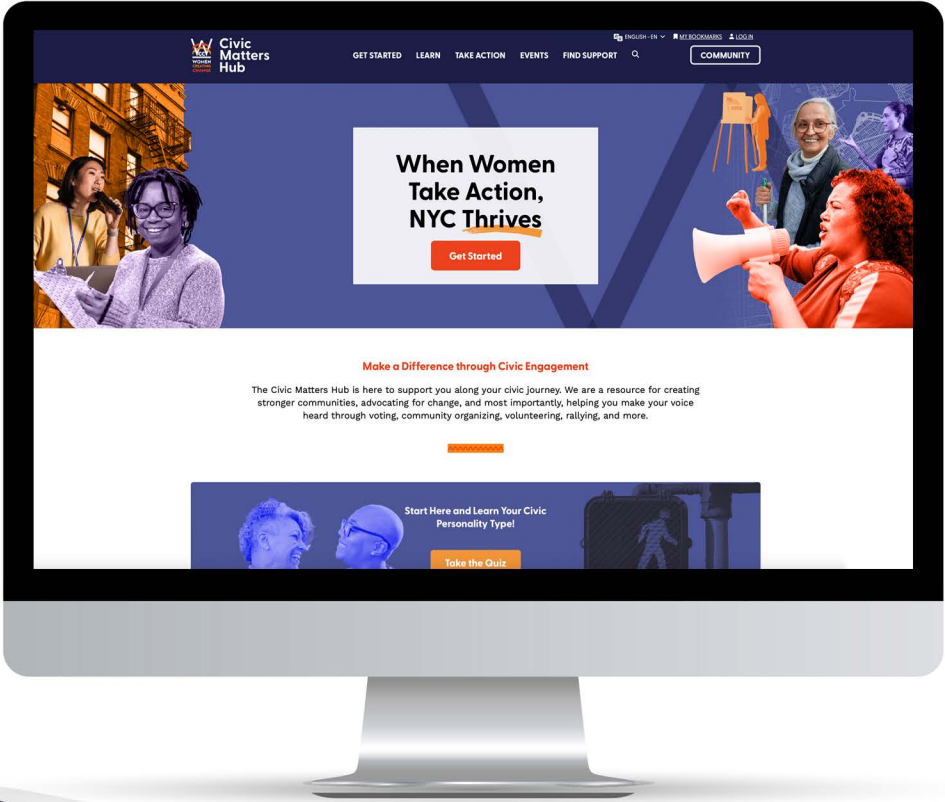 WOMEN
CREATING
CHANGE
Civic
Matters
Hub
ENGLISH - EN
MY BOOKMARKS
LOG IN
GET STARTED
LEARN
TAKE ACTION
EVENTS
FIND SUPPORT
COMMUNITY
When Women
Take Action,
NYC Thrives
Get Started
Make a Difference through Civic Engagement
The Civic Matters Hub is here to support you along your civic journey. We are a resource for creating
stronger communities, advocating for change, and most importantly, helping you make your voice
heard through voting, community organizing, volunteering, rallying, and more.
Start Here and Learn Your Civic
Personality Type!
Take the Quiz